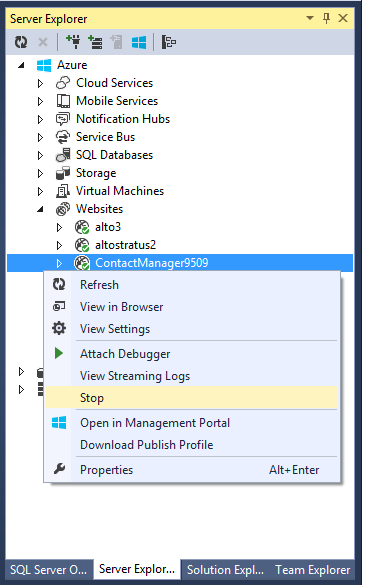 Server Explorer
Azure
Cloud Services
Mobile Services
Notification Hubs
Service Bus
SQL Databases
Storage
Virtual Machines
Websites
alto3
altostratus2
ContactManager9509
Refresh
View in Browser
View Settings
Attach Debugger
View Streaming Logs
Stop
Open in Management Portal
Download Publish Profile
Properties Alt+Enter
SQL Server O... Server Explor... Solution Expl... Team Explorer